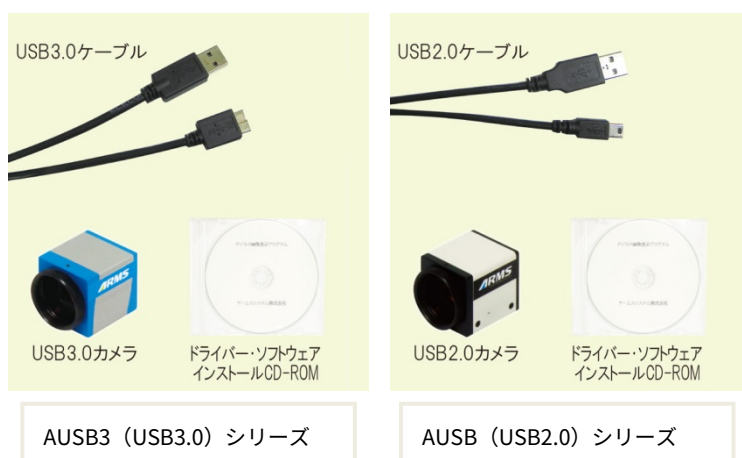 USB3.0ケーブル
ARMS
USB3.0カメラ
ドライバー・ソフトウェア
インストールCD-ROM
AUSB3（USB3.0）シリーズ
USB2.0ケーブル
ARMS
USB2.0カメラ
ドライバー・ソフトウェア
インストールCD-ROM
AUSB（USB2.0）シリーズ